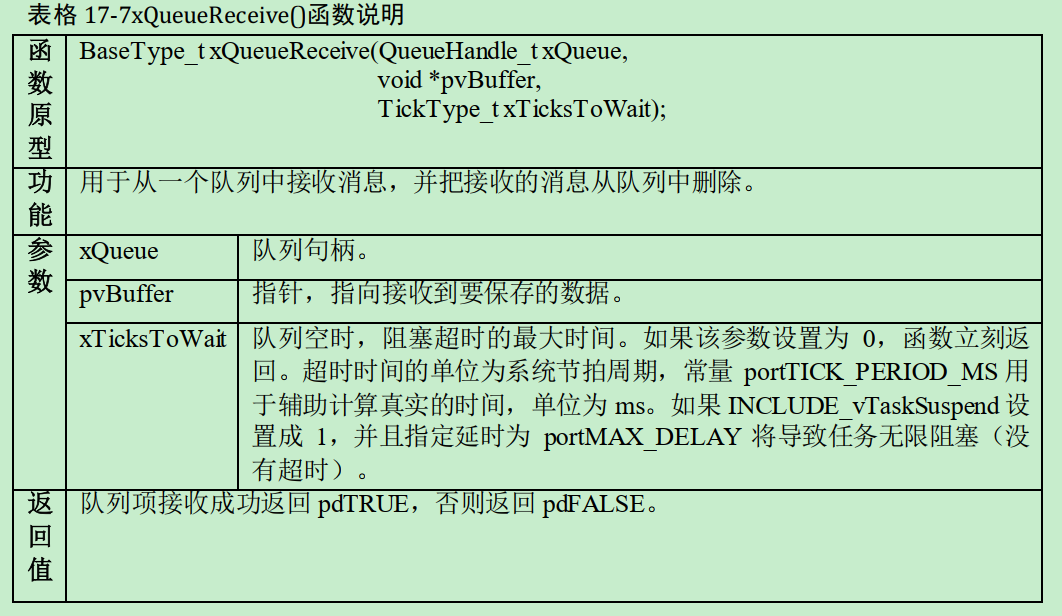 表格 17-7xQueueReceive()函数说明
函数原型
BaseType_t xQueueReceive(QueueHandle_t xQueue,
void *pvBuffer,
TickType_t xTicksToWait);
功能
用于从一个队列中接收消息，并把接收的消息从队列中删除。
参数
xQueue
队列句柄。
pvBuffer
指针，指向接收到要保存的数据。
xTicksToWait
队列空时，阻塞超时的最大时间。如果该参数设置为 0，函数立刻返
回。超时时间的单位为系统节拍周期，常量 portTICK_PERIOD_MS 用
于辅助计算真实的时间，单位为 ms。如果 INCLUDE_vTaskSuspend 设
置成 1，并且指定延时为 portMAX_DELAY 将导致任务无限阻塞（没
有超时）。
返回值
队列项接收成功返回 pdTRUE，否则返回 pdFALSE。